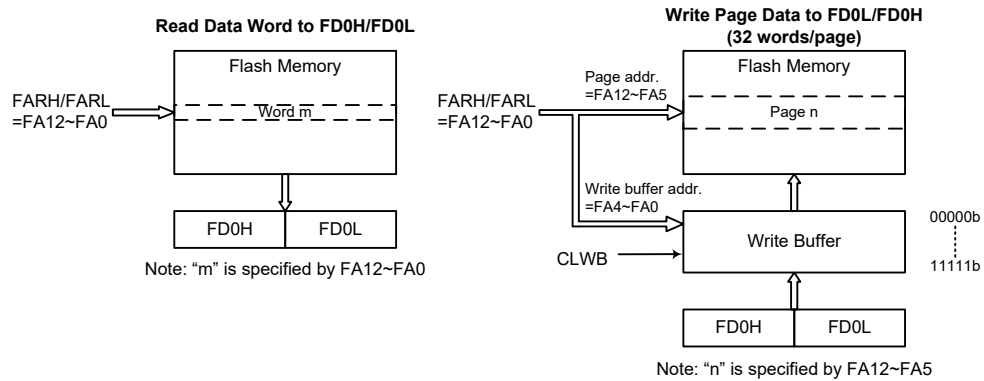 Read Data Word to FD0H/FD0L
Flash Memory
FARH/FARL
=FA12~FA0
Word m
FD0H
FD0L
Note: “m” is specified by FA12~FA0
Write Page Data to FD0L/FD0H
(32 words/page)
Flash Memory
Page addr.
=FA12~FA5
FARH/FARL
=FA12~FA0
Page n
Write buffer addr.
=FA4~FA0
Write Buffer
00000b
11111b
CLWB
FD0H
FD0L
Note: “n” is specified by FA12~FA5